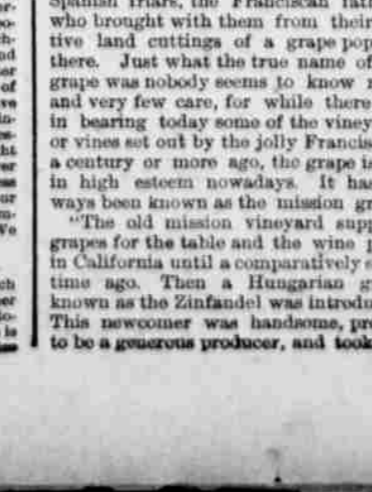 Spanish friars, the Franciscan fath
who brought with them from their
tive land cuttings of a grape pop
there. Just what the true name of
grape was nobody seems to know n
and very few care, for while there
in bearing today some of the viney
or vines set out by the jolly Francis
a century or more ago, the grape is
in high esteem nowadays. It has
ways been known as the mission gr
"The old mission vineyard supp
grapes for the table and the wine p
in California until a comparatively s
time ago. Then a Hungarian g
known as the Zinfandel was introdu
This newcomer was handsome, pro
to be a generous producer, and took